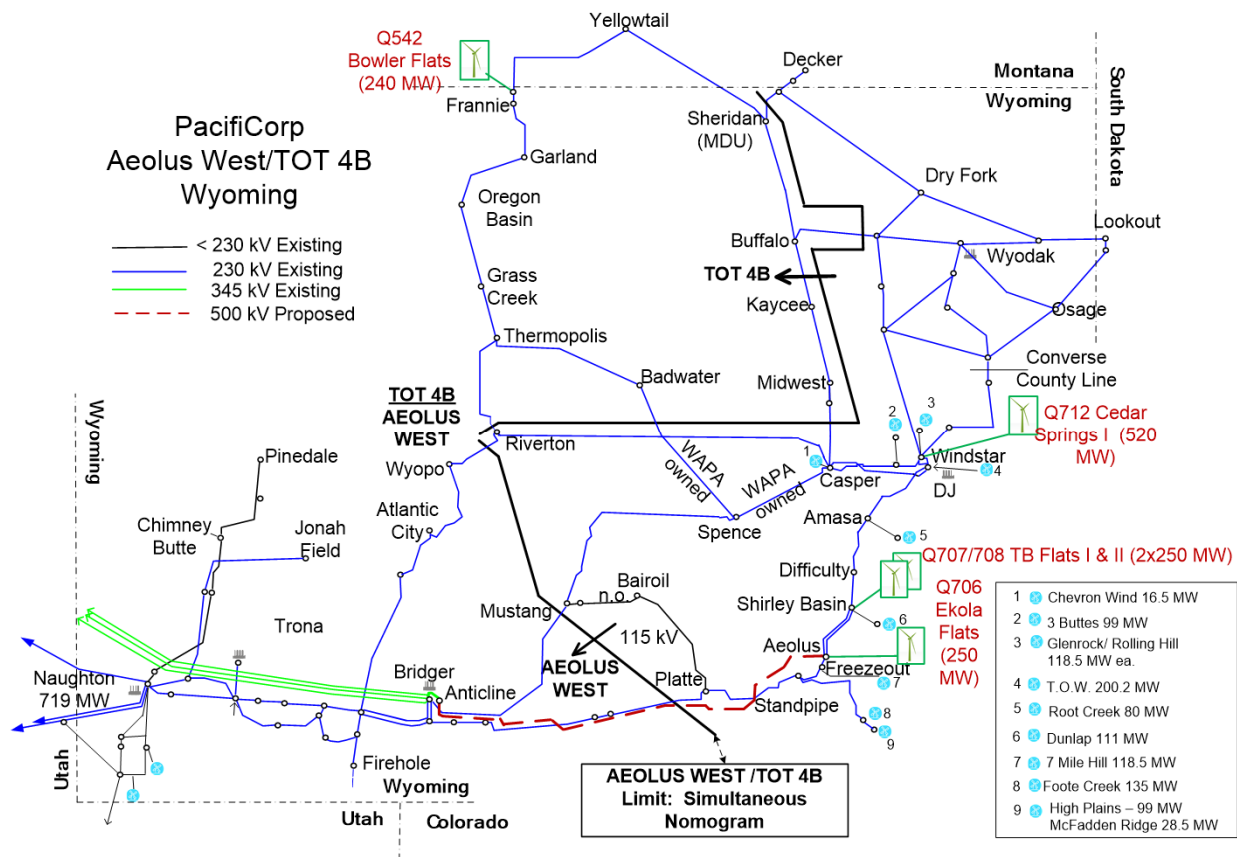 Yellowtail
Q542
Bowler Flats
(240 MW)
Decker
Montana
Wyoming
South Dakota
Frannie
Sheridan
(MDU)
PacifiCorp
Aeolus West/TOT 4B
Wyoming
Garland
Dry Fork
Oregon
Basin
Lookout
< 230 kV Existing
230 kV Existing
345 kV Existing
500 kV Proposed
Buffalo
Wyodak
TOT 4B
Grass
Creek
Kaycee
Osage
Thermopolis
Converse
County Line
Badwater
Midwest
TOT 4B
AEOLUS
WEST
2
3
Q712 Cedar
Springs I (520
MW)
Wyoming
Riverton
Pinedale
Wyopo
WAPA
owned
WAPA
owned
1
Casper
Windstar
4
DJ
Atlantic
City
Chimney
Butte
Jonah
Field
Spence
Amasa
5
Q707/708 TB Flats I & II (2x250 MW)
Difficulty
Bairoil
n.o
Q706
Ekola
Flats
(250
MW)
Mustang
Shirley Basin
6
Trona
115 kV
AEOLUS
WEST
Aeolus
Freezeout
7
Naughton
719 MW
Bridger
Anticline
Platte
Standpipe
8
9
Firehole
Utah
Wyoming
Utah
Colorado
AEOLUS WEST /TOT 4B
Limit: Simultaneous
Nomogram
1 Chevron Wind 16.5 MW
2 3 Buttes 99 MW
3 Glenrock/ Rolling Hill
118.5 MW ea.
4 T.O.W. 200.2 MW
5 Root Creek 80 MW
6 Dunlap 111 MW
7 7 Mile Hill 118.5 MW
8 Foote Creek 135 MW
9 High Plains – 99 MW
McFadden Ridge 28.5 MW